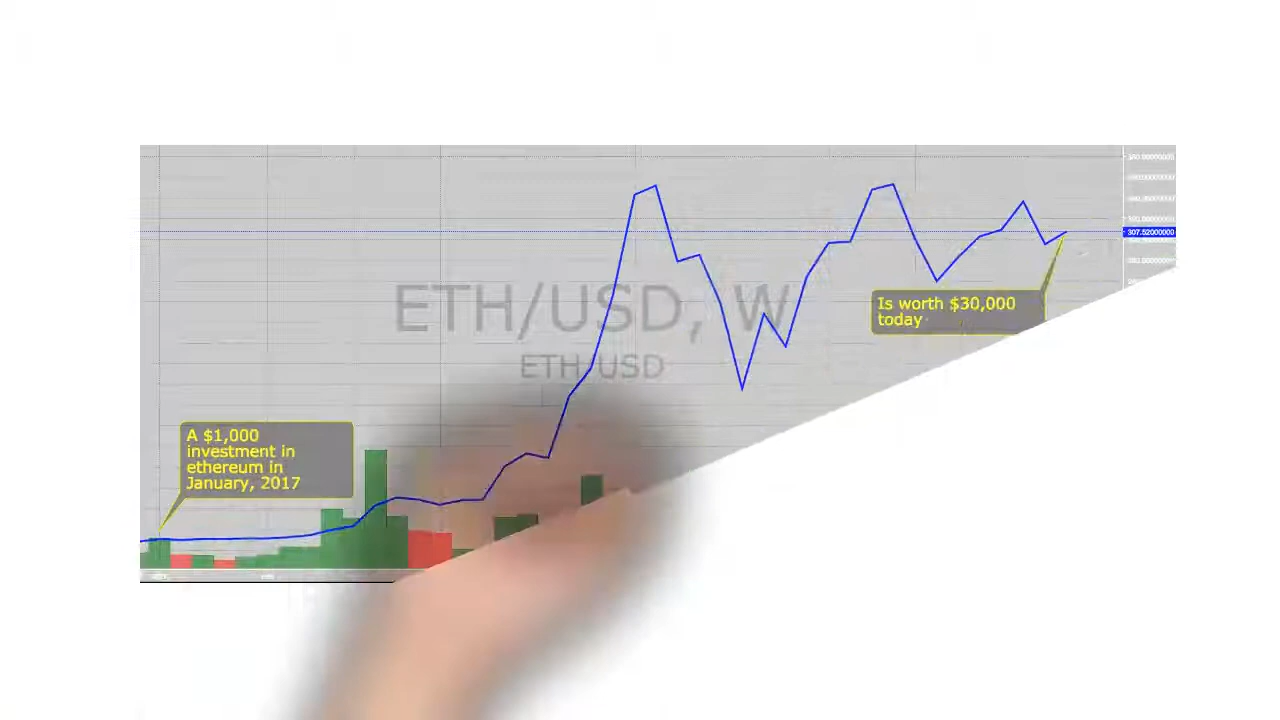 ETH/USD, W
ETH/USD
307.52000000
Is worth $30,000
today
A $1,000
investment in
ethereum in
January, 2017